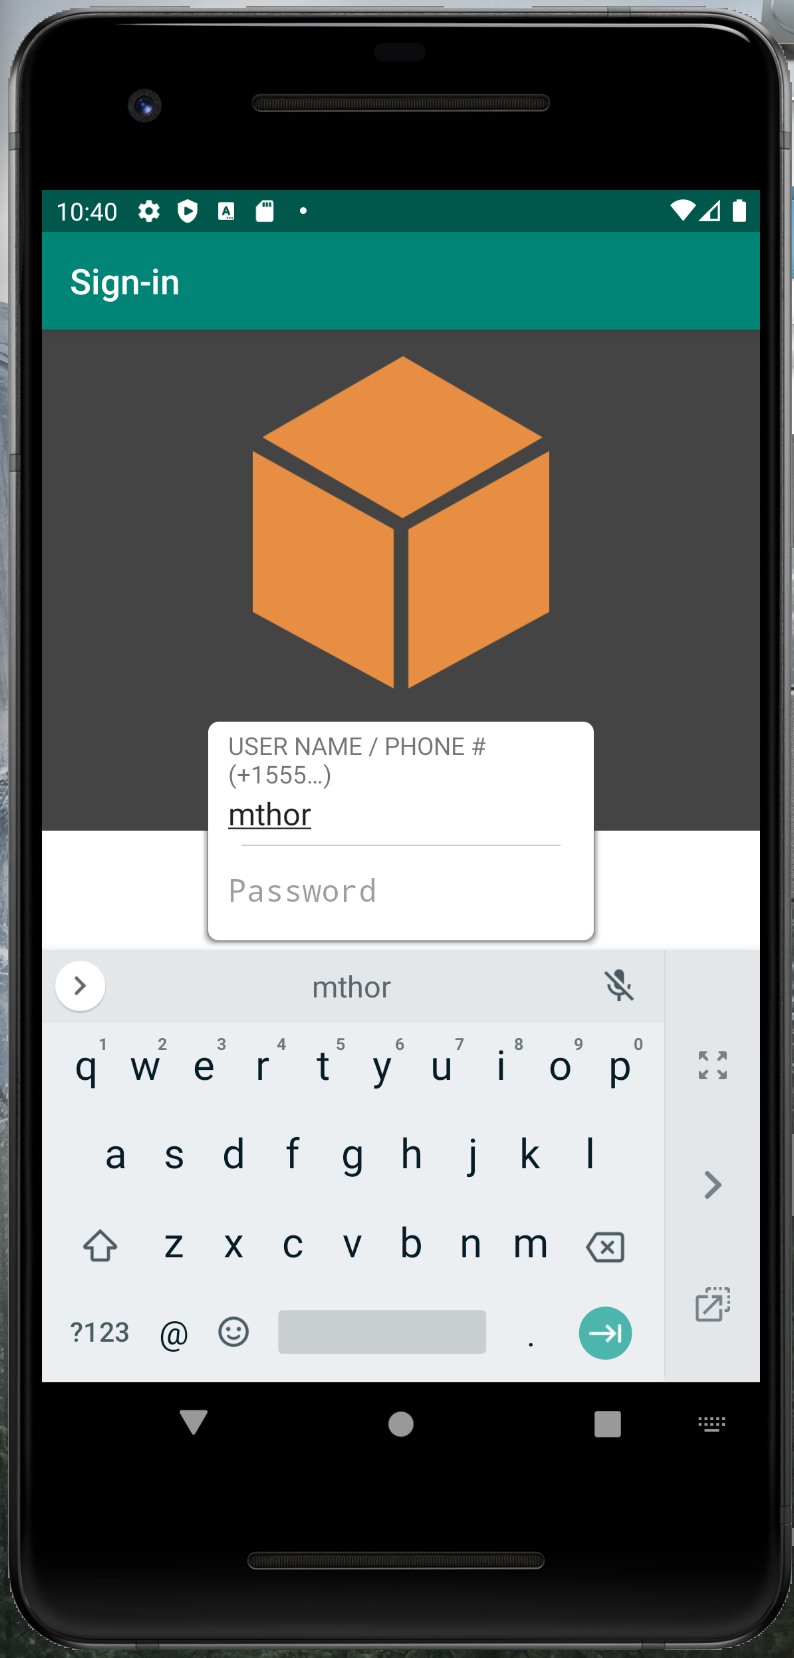 10:40
Sign-in
USER NAME / PHONE #
(+1555...)
mthor
Password
mthor
1 2 3 4 5 6 7 8 9 0
q w e r t y u i o p
a s d f g h j k l
z x c v b n m
?123 @ .